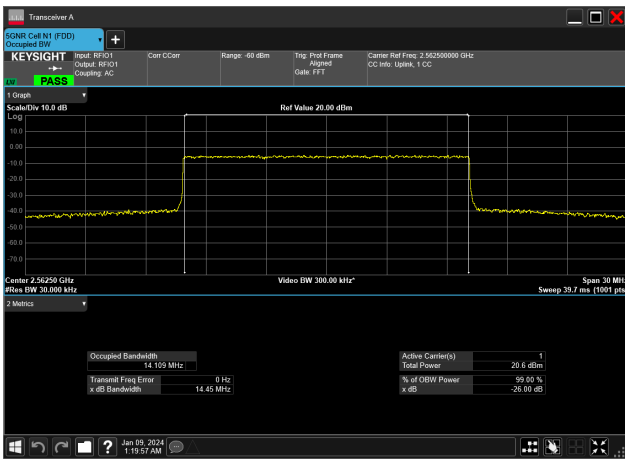 Transceiver A
5GNR Cell N1 (FDD)
Occupied BW
KEYSIGHT
LXI
PASS
Input: RFIO1
Output: RFIO1
Coupling: AC
Corr CCorr
Range: -60 dBm
Trig: Prot Frame
Aligned
Gate: FFT
Carrier Ref Freq: 2.562500000 GHz
CC Info: Uplink, 1 CC
1 Graph
Scale/Div 10.0 dB
Ref Value 20.00 dBm
Log
10.0
0.00
-10.0
-20.0
-30.0
-40.0
-50.0
-60.0
-70.0
Center 2.56250 GHz
Video BW 300.00 kHz*
Span 30 MHz
#Res BW 30.000 kHz
Sweep 39.7 ms (1001 pts
2 Metrics
Occupied Bandwidth
14.109 MHz
Transmit Freq Error 0 Hz
x dB Bandwidth 14.45 MHz
Active Carrier(s) 1
Total Power 20.6 dBm
% of OBW Power 99.00 %
x dB -26.00 dB
Jan 09, 2024
1:19:57 AM